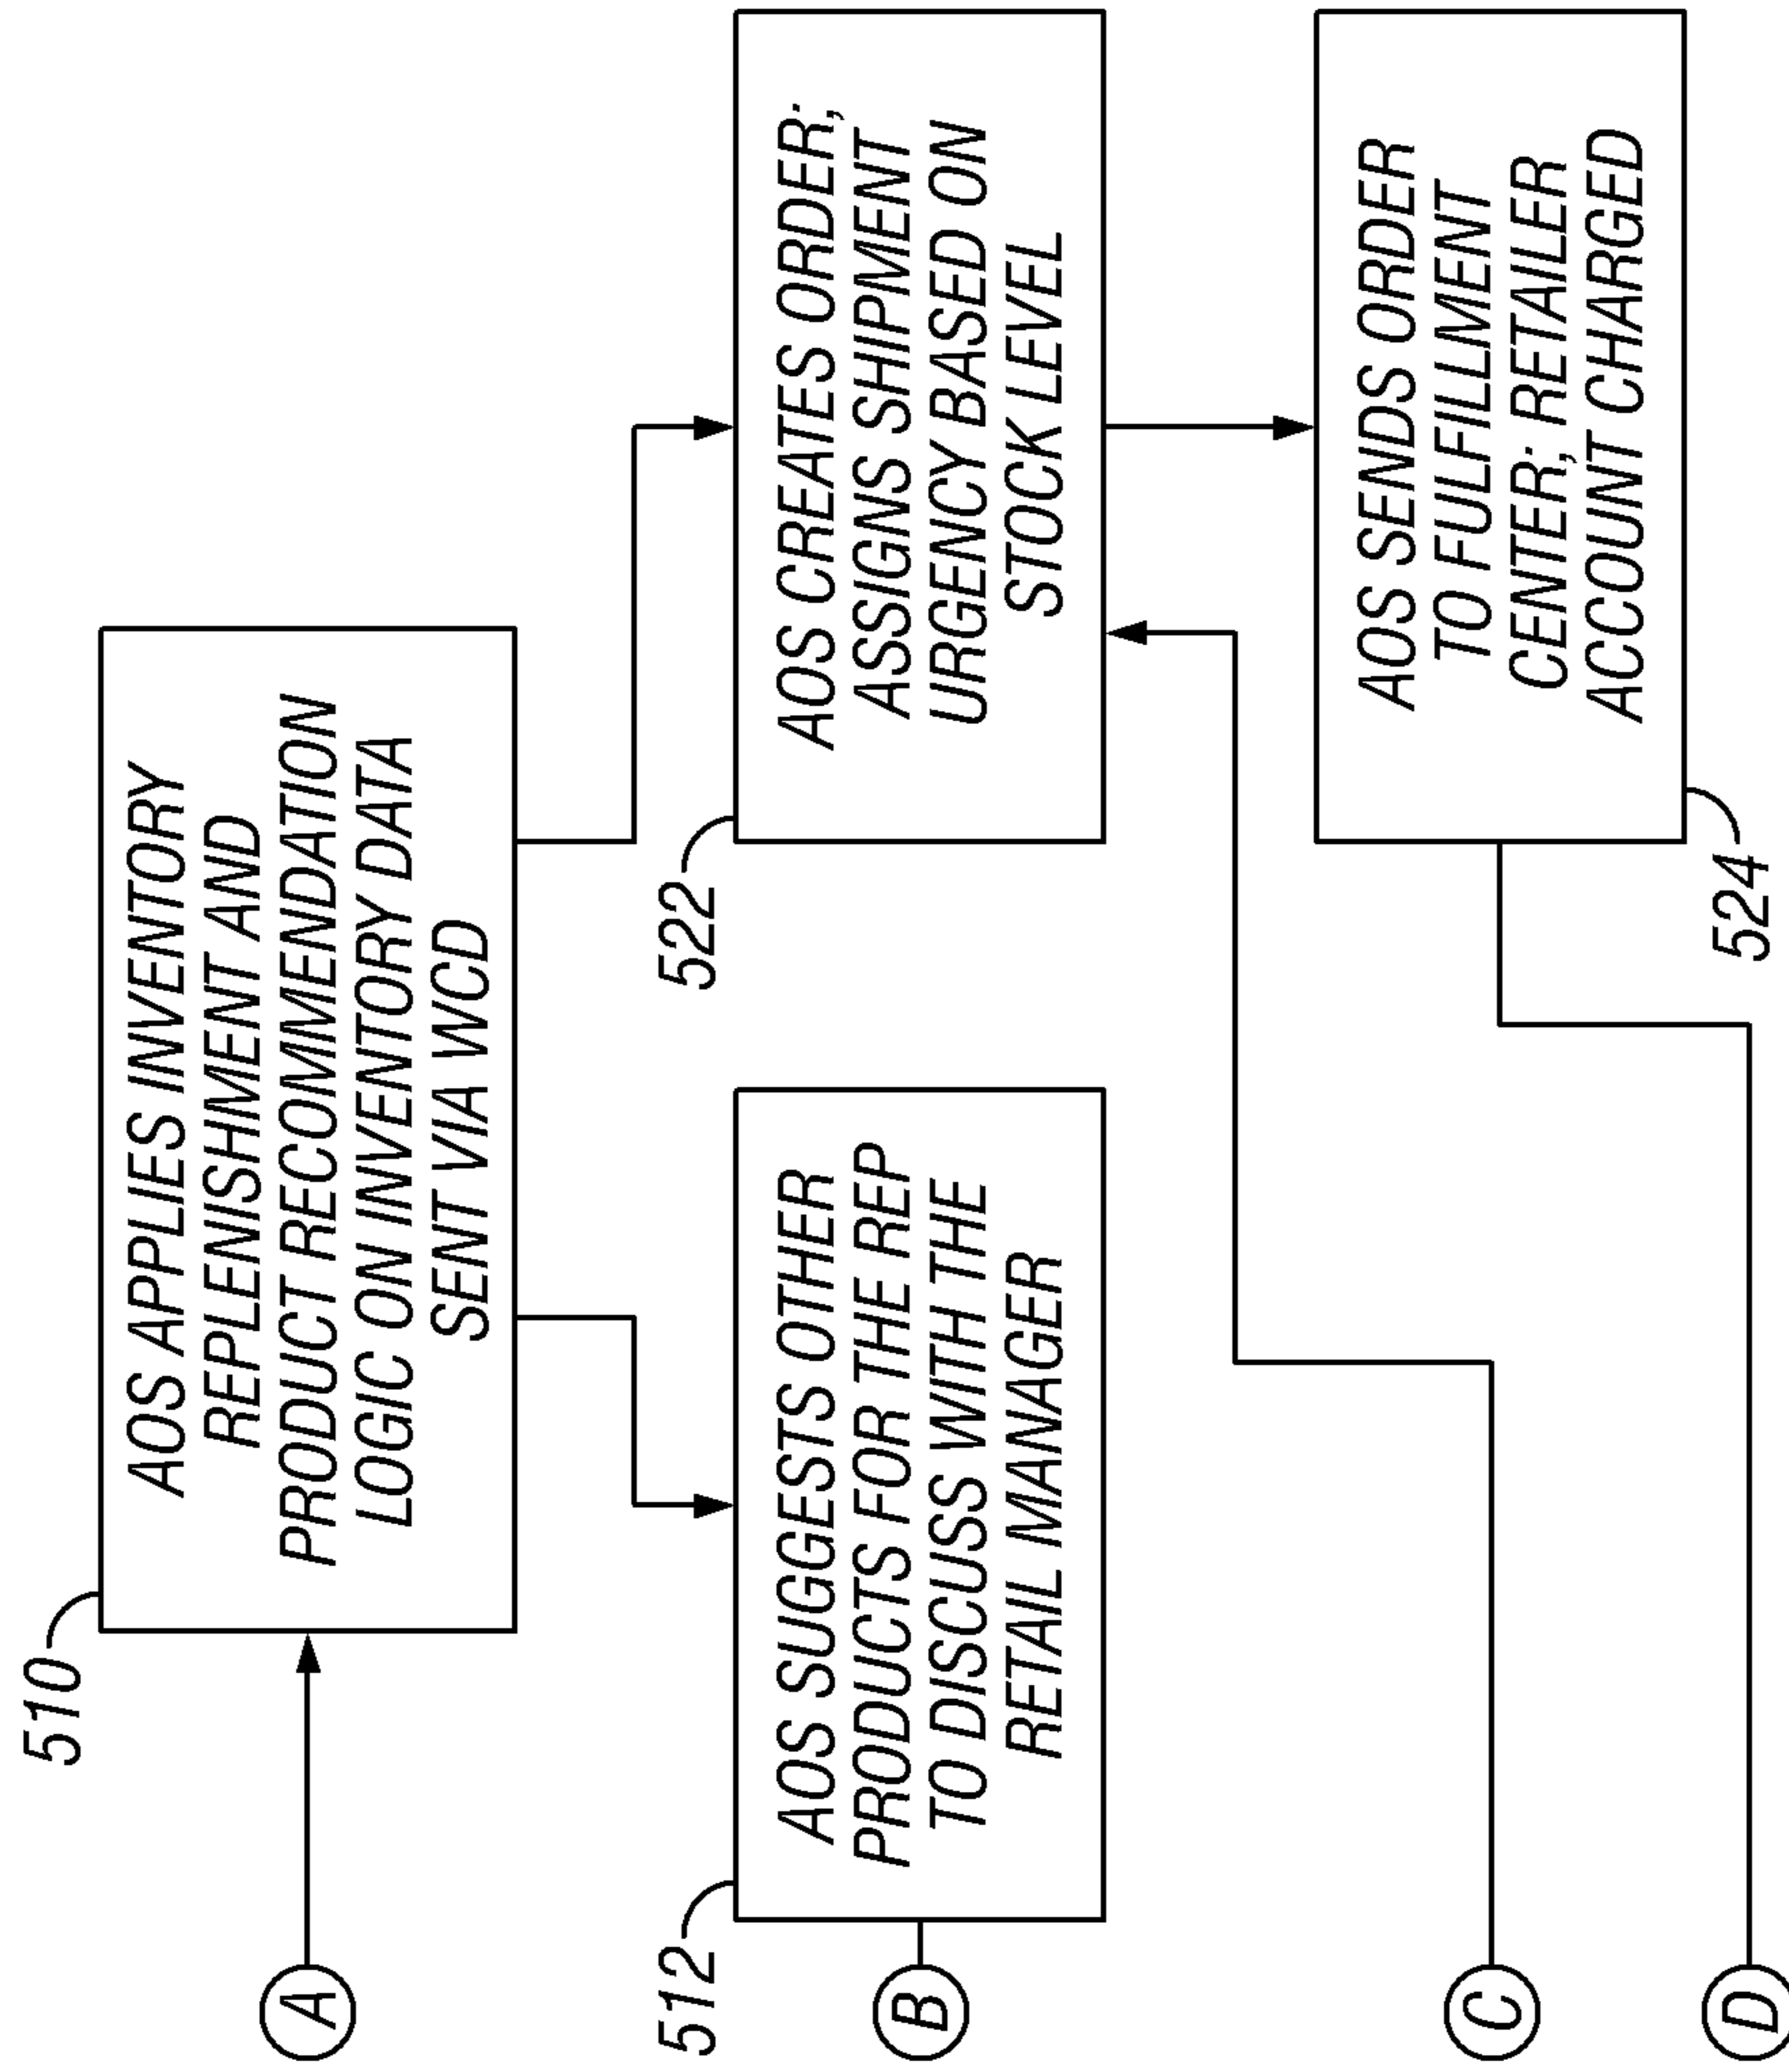 510
AOS APPLIES INVENTORY
REPLENISHMENT AND
PRODUCT RECOMMENDATION
LOGIC ON INVENTORY DATA
SENT VIA WCD
A
512
AOS SUGGESTS OTHER
PRODUCTS FOR THE REP
TO DISCUSS WITH THE
RETAIL MANAGER
B
522
AOS CREATES ORDER;
ASSIGNS SHIPMENT
URGENCY BASED ON
STOCK LEVEL
C
AOS SENDS ORDER
TO FULFILLMENT
CENTER; RETAILER
ACCOUNT CHARGED
524
D